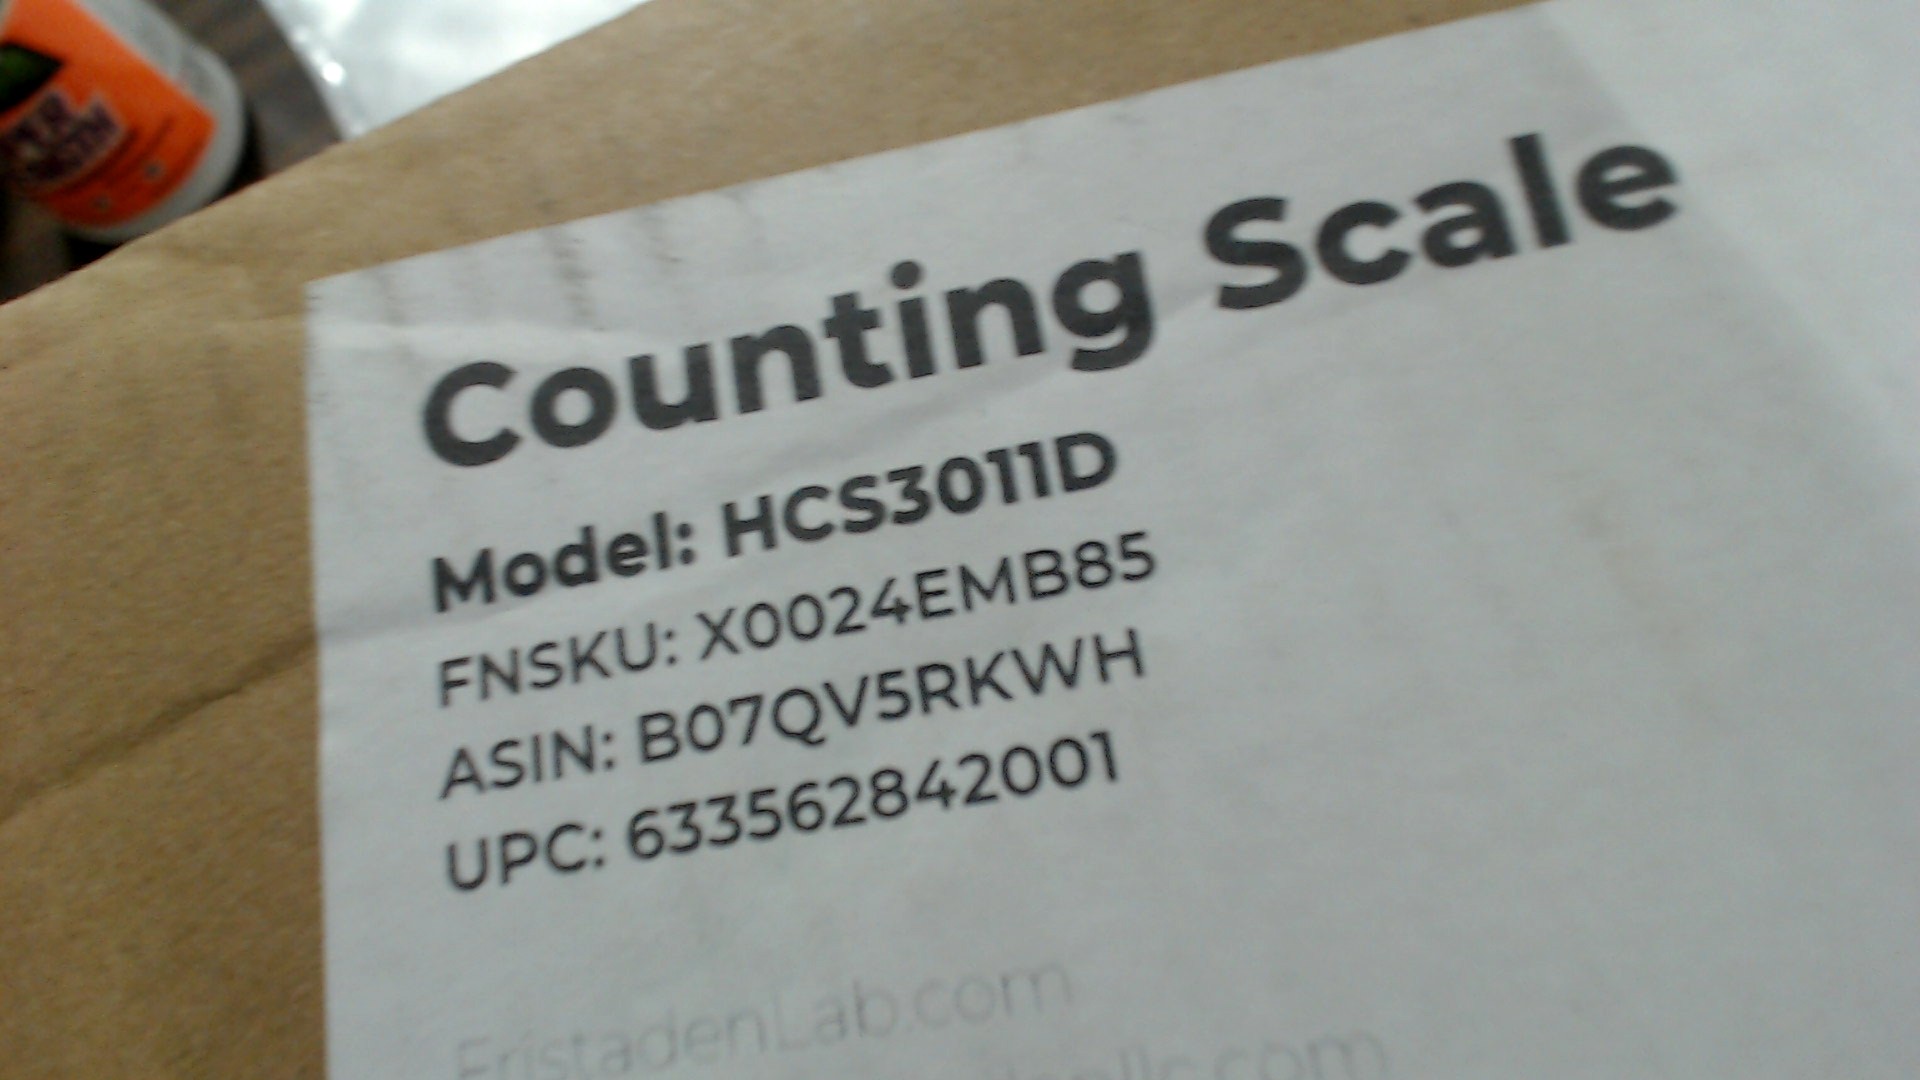 Counting Scale
Model: HCS3011D
FNSKU: X0024EMB85
ASIN: B07QV5RKWH
UPC: 633562842001
FristadenLab.com